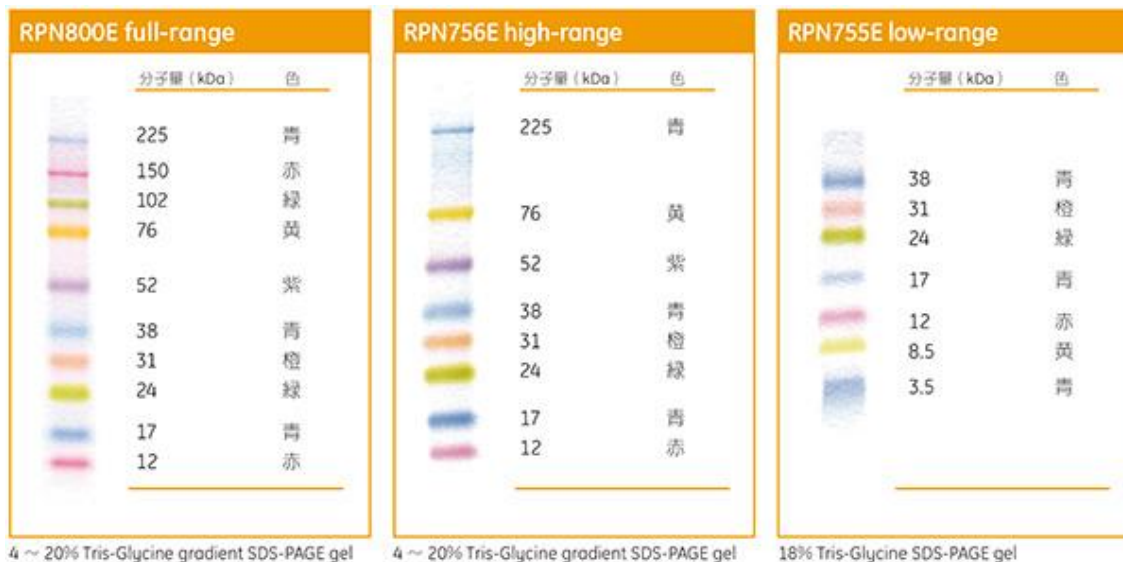 RPN800E full-range
分子量（kDa） 色
225 青
150 赤
102 緑
76 黄
52 紫
38 青
31 橙
24 緑
17 青
12 赤
4 ～ 20% Tris-Glycine gradient SDS-PAGE gel
RPN756E high-range
分子量（kDa） 色
225 青
76 黄
52 紫
38 青
31 橙
24 緑
17 青
12 赤
4 ～ 20% Tris-Glycine gradient SDS-PAGE gel
RPN755E low-range
分子量（kDa） 色
38 青
31 橙
24 緑
17 青
12 赤
8.5 黄
3.5 青
18% Tris-Glycine SDS-PAGE gel